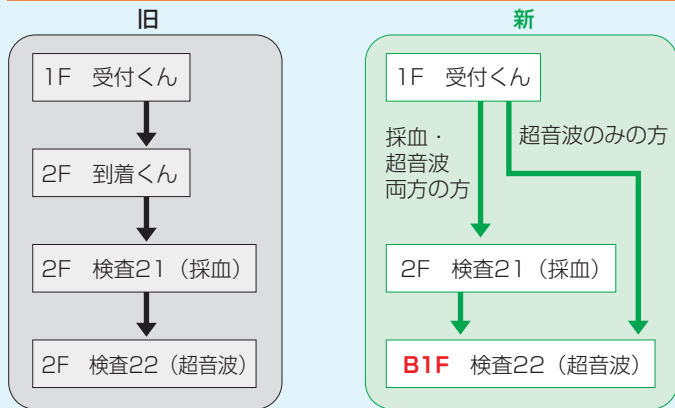 旧
1F　受付くん
2F　到着くん
2F　検査21（採血）
2F　検査22（超音波）
新
1F　受付くん
採血・
超音波
両方の方
超音波のみの方
2F　検査21（採血）
B1F　検査22（超音波）